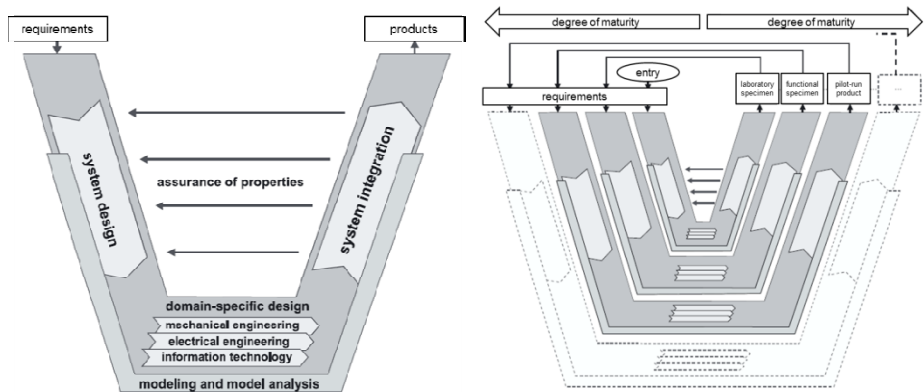 requirements
products
system design
assurance of properties
system integration
domain-specific design
mechanical engineering
electrical engineering
information technology
modeling and model analysis
degree of maturity
degree of maturity
entry
requirements
laboratory
specimen
functional
specimen
pilot-run
product
...